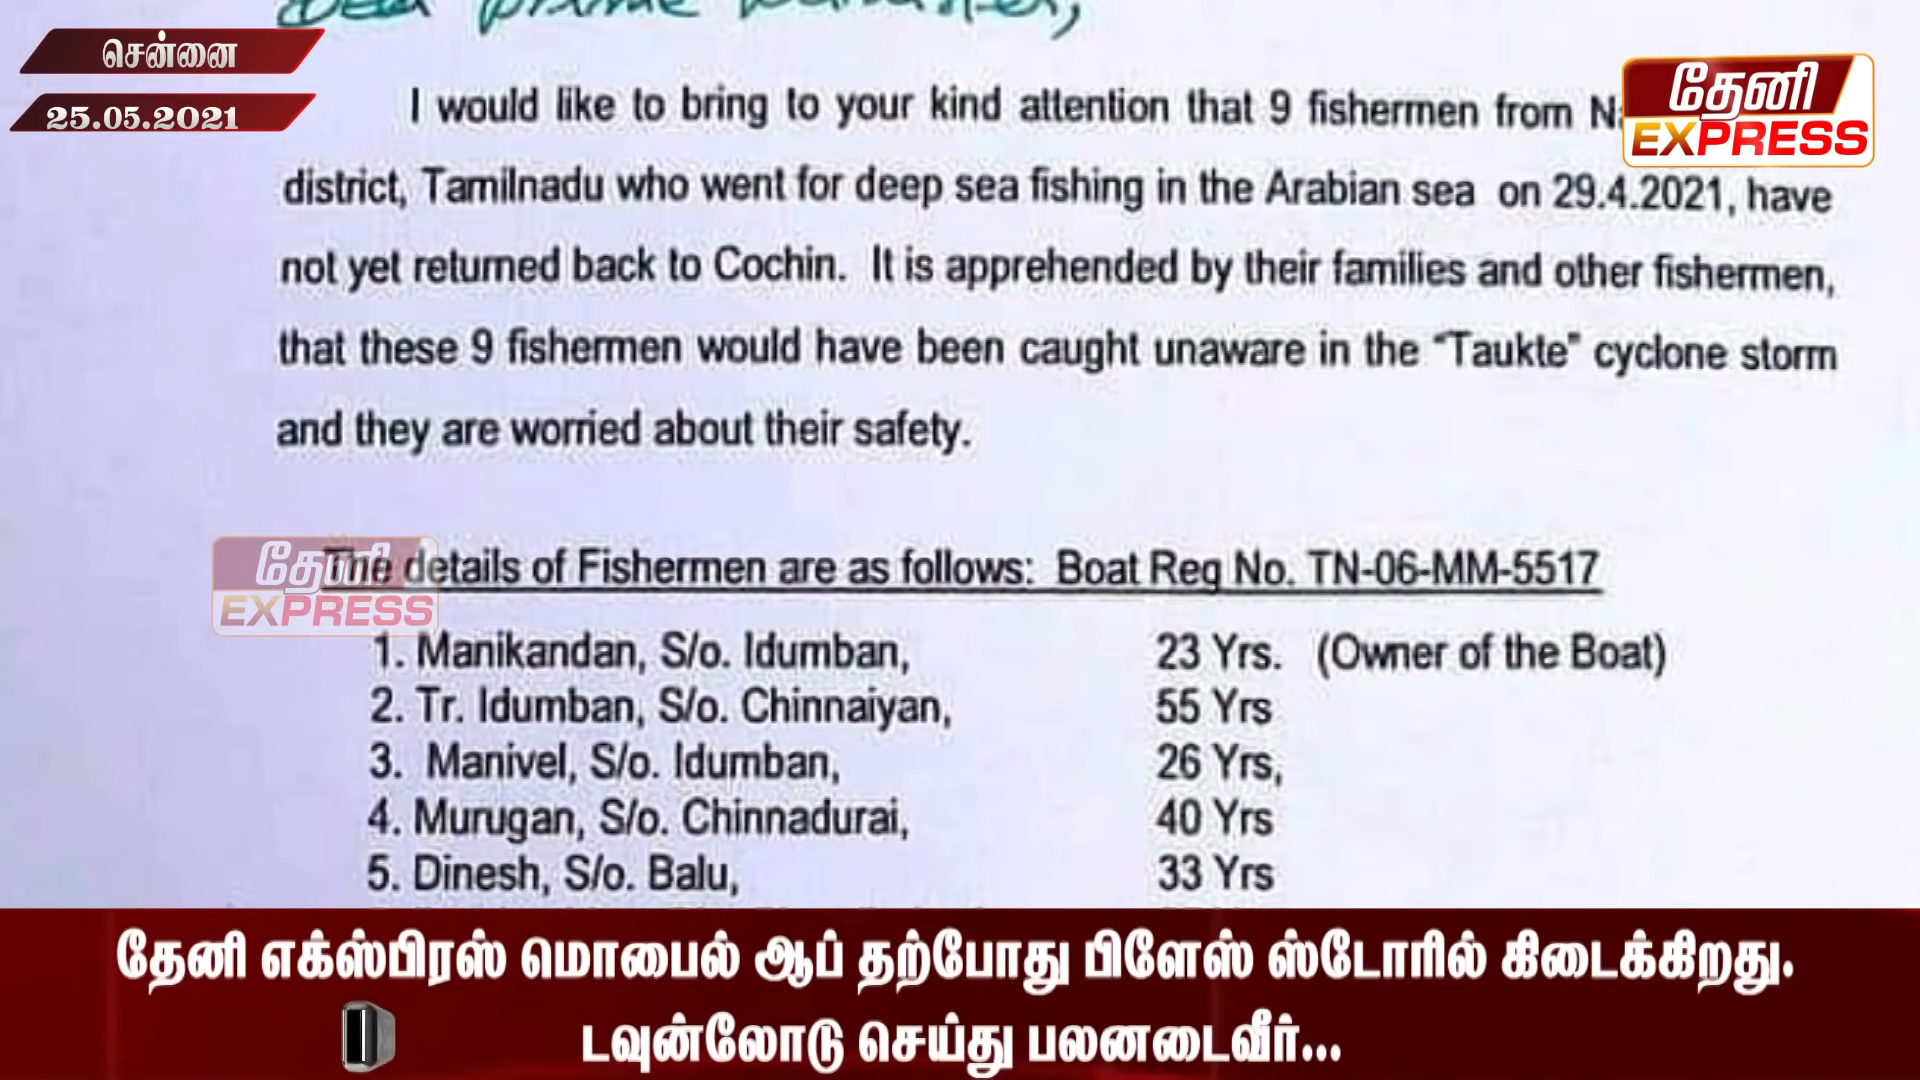 Dear Prime Minister,
சென்னை
25.05.2021
தேனி
EXPRESS
I would like to bring to your kind attention that 9 fishermen from
district, Tamilnadu who went for deep sea fishing in the Arabian sea on 29.4.2021, have
not yet returned back to Cochin. It is apprehended by their families and other fishermen,
that these 9 fishermen would have been caught unaware in the "Taukte" cyclone storm
and they are worried about their safety.
The details of Fishermen are as follows: Boat Reg No. TN-06-MM-5517
தேனி
EXPRESS
1. Manikandan, S/o. Idumban, 23 Yrs. (Owner of the Boat)
2. Tr. Idumban, S/o. Chinnaiyan, 55 Yrs
3. Manivel, S/o. Idumban, 26 Yrs,
4. Murugan, S/o. Chinnadurai, 40 Yrs
5. Dinesh, S/o. Balu, 33 Yrs
தேனி எக்ஸ்பிரஸ் மொபைல் ஆப் தற்போது பிளேஸ் ஸ்டோரில் கிடைக்கிறது.
டவுன்லோடு செய்து பலனடைவீர்...